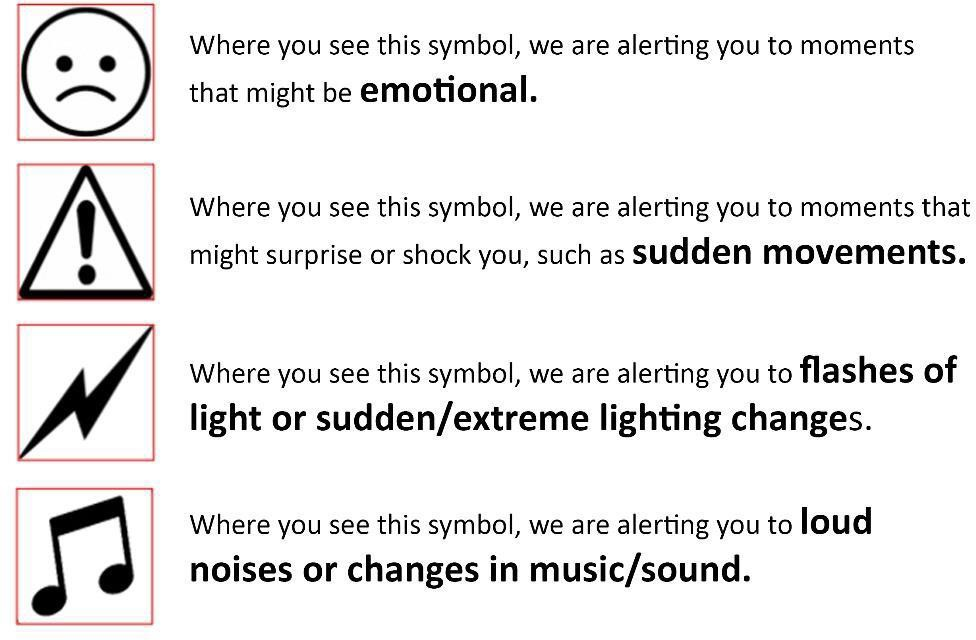 Where you see this symbol, we are alerting you to moments
that might be emotional.
Where you see this symbol, we are alerting you to moments that
might surprise or shock you, such as sudden movements.
Where you see this symbol, we are alerting you to flashes of
light or sudden/extreme lighting changes.
Where you see this symbol, we are alerting you to loud
noises or changes in music/sound.